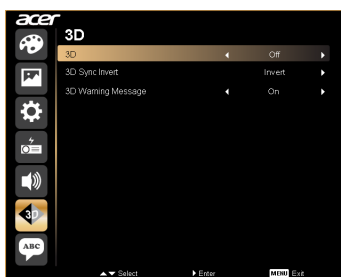 acer
3D
3D Off
3D Sync Invert Invert
3D Warning Message On
3D
ABC
Select Enter MENU Exit